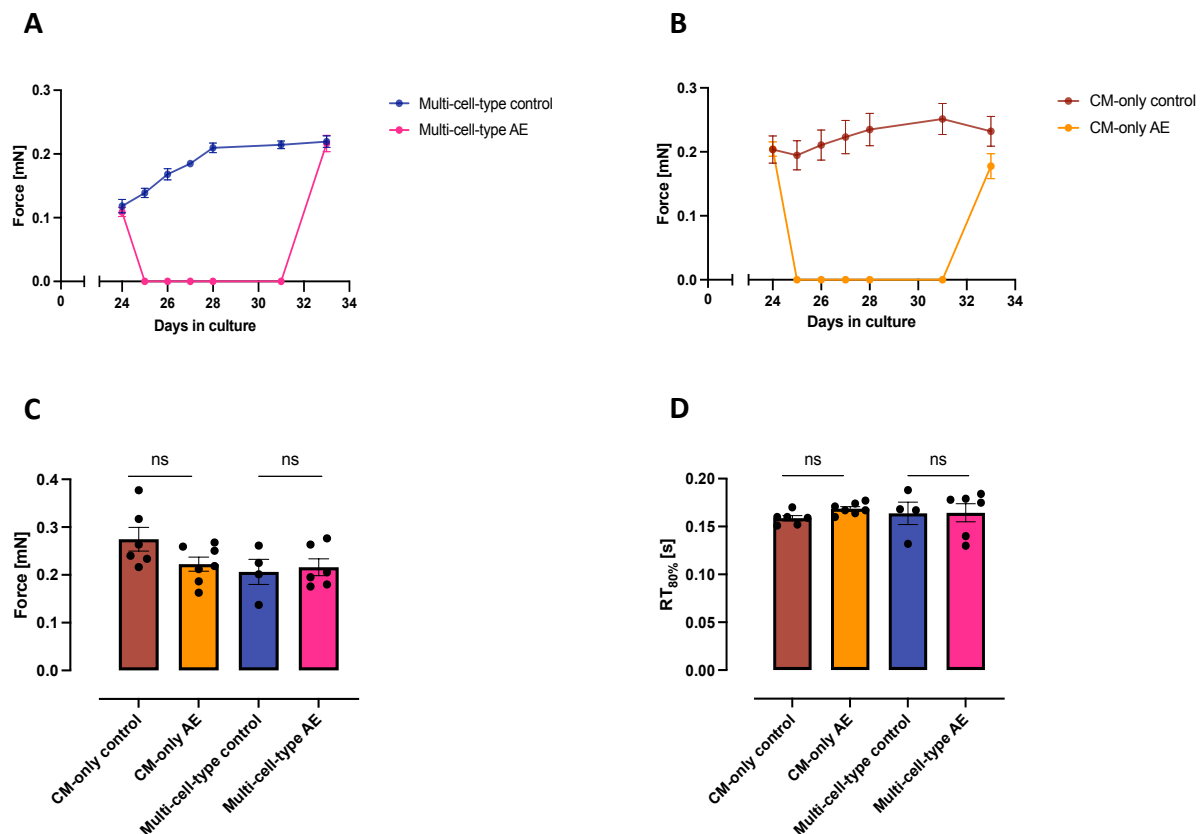 A
B
0.3
0.2
0.1
0.0
Force [mN]
0
24
26
28
30
32
34
Days in culture
Multi-cell-type control
Multi-cell-type AE
0.3
0.2
0.1
0.0
Force [mN]
0
24
26
28
30
32
34
Days in culture
CM-only control
CM-only AE
C
D
ns
ns
0.4
0.3
0.2
0.1
0.0
Force [mN]
CM-only control
CM-only AE
Multi-cell-type control
Multi-cell-type AE
ns
ns
0.20
0.15
0.10
0.05
0.00
RT80% [s]
CM-only control
CM-only AE
Multi-cell-type control
Multi-cell-type AE